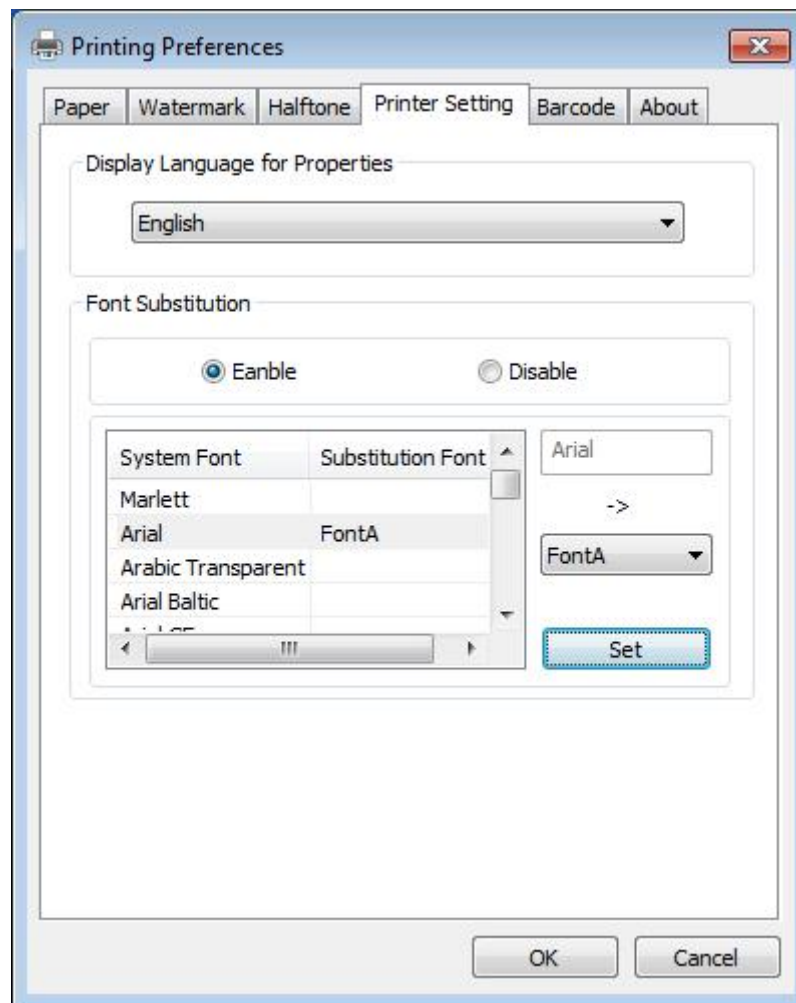 Printing Preferences
Paper Watermark Halftone Printer Setting Barcode About
Display Language for Properties
English
Font Substitution
Eanble Disable
System Font Substitution Font
Marlett
Arial FontA
Arabic Transparent
Arial Baltic
Arial
->
FontA
Set
OK Cancel